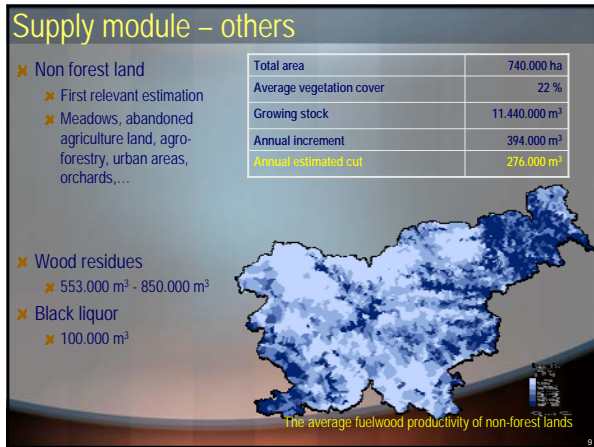 Supply module – others
Non forest land
First relevant estimation
Meadows, abandoned
agriculture land, agro-
forestry, urban areas,
orchards,...
Total area 740.000 ha
Average vegetation cover 22 %
Growing stock 11.440.000 m³
Annual increment 394.000 m³
Annual estimated cut 276.000 m³
Wood residues
553.000 m³ - 850.000 m³
Black liquor
100.000 m³
The average fuelwood productivity of non-forest lands
9